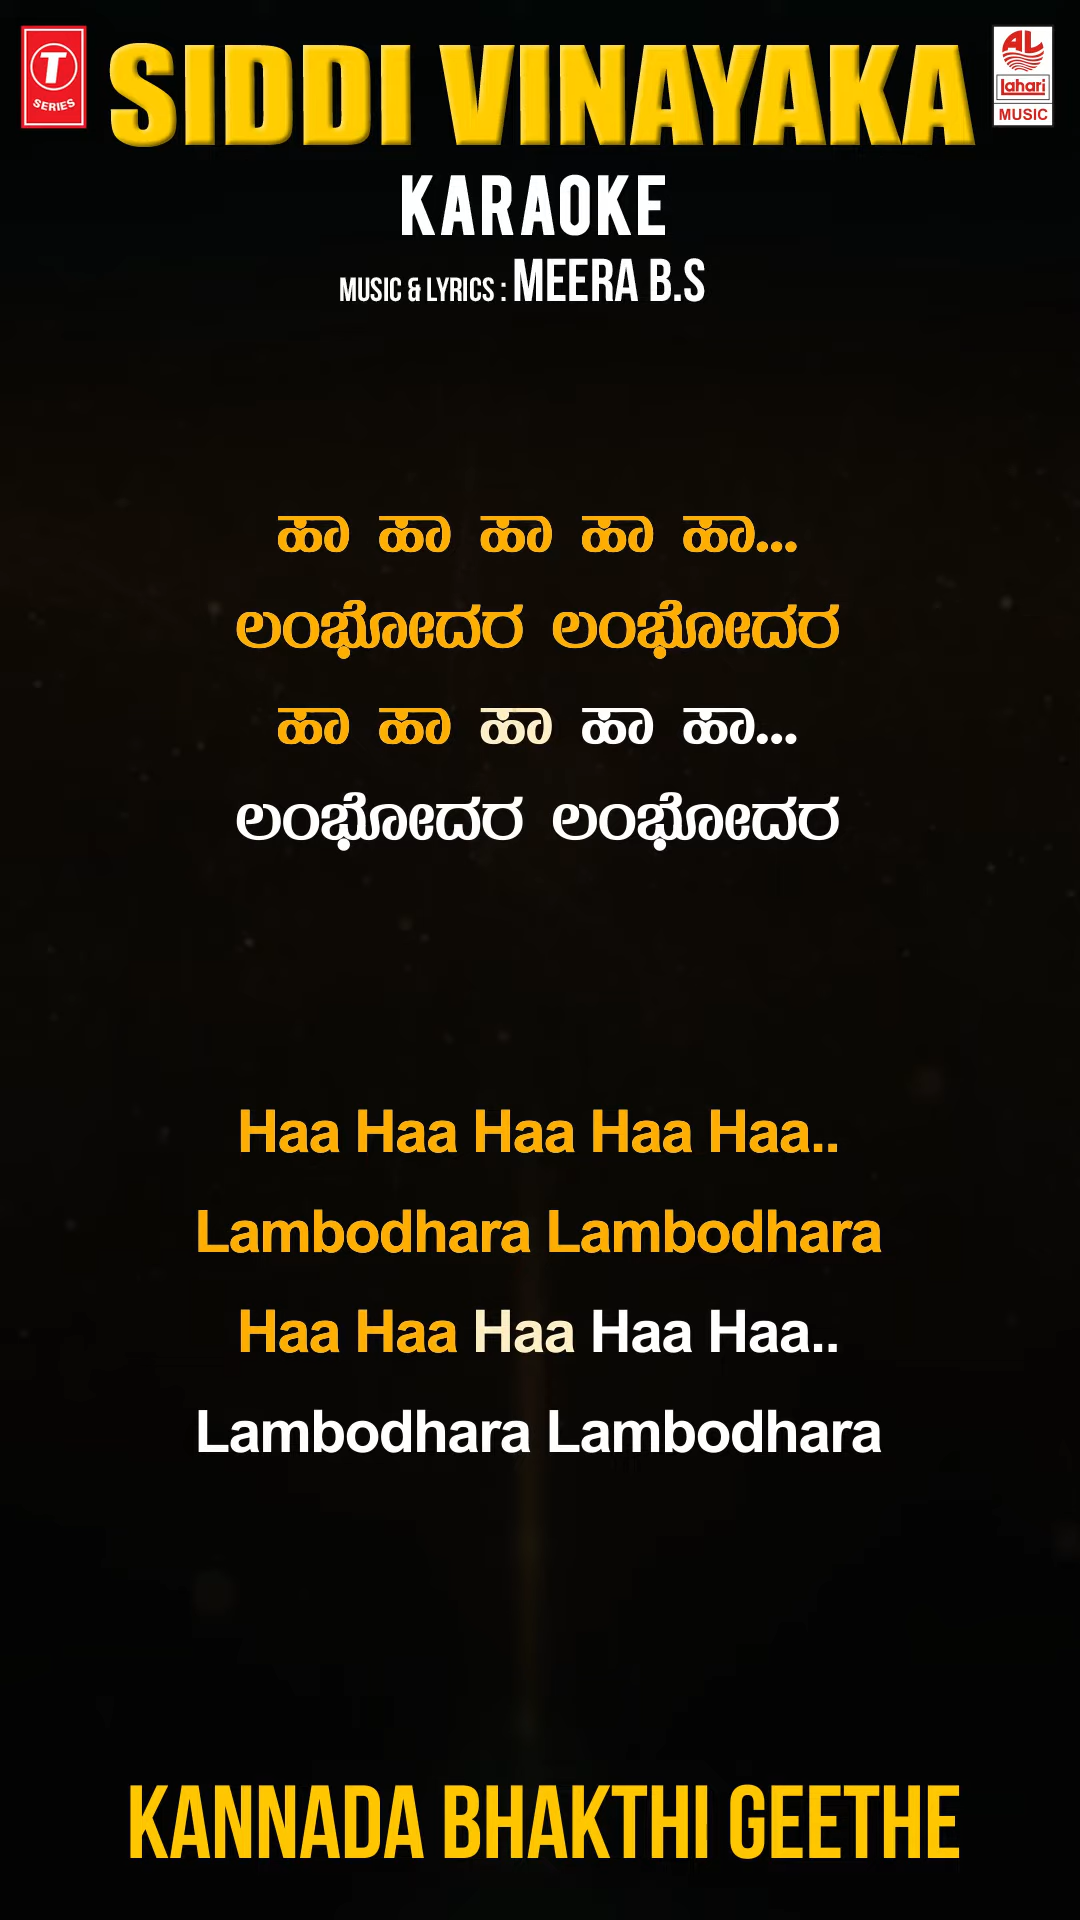 T
SERIES
SIDDI VINAYAKA
AL
lahari
MUSIC
KARAOKE
MUSIC & LYRICS : MEERA B.S
ಹಾ ಹಾ ಹಾ ಹಾ ಹಾ...
ಲಂಭೋದರ ಲಂಭೋದರ
ಹಾ ಹಾ ಹಾ ಹಾ ಹಾ...
ಲಂಭೋದರ ಲಂಭೋದರ
Haa Haa Haa Haa Haa..
Lambodhara Lambodhara
Haa Haa Haa Haa Haa..
Lambodhara Lambodhara
KANNADA BHAKTHI GEETHE